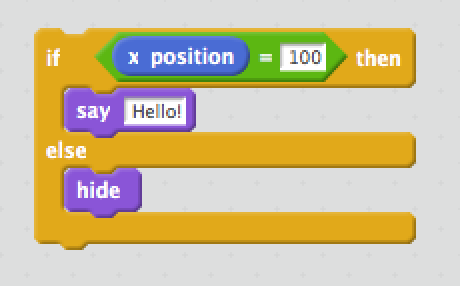 if x position = 100 then
say Hello!
else
hide